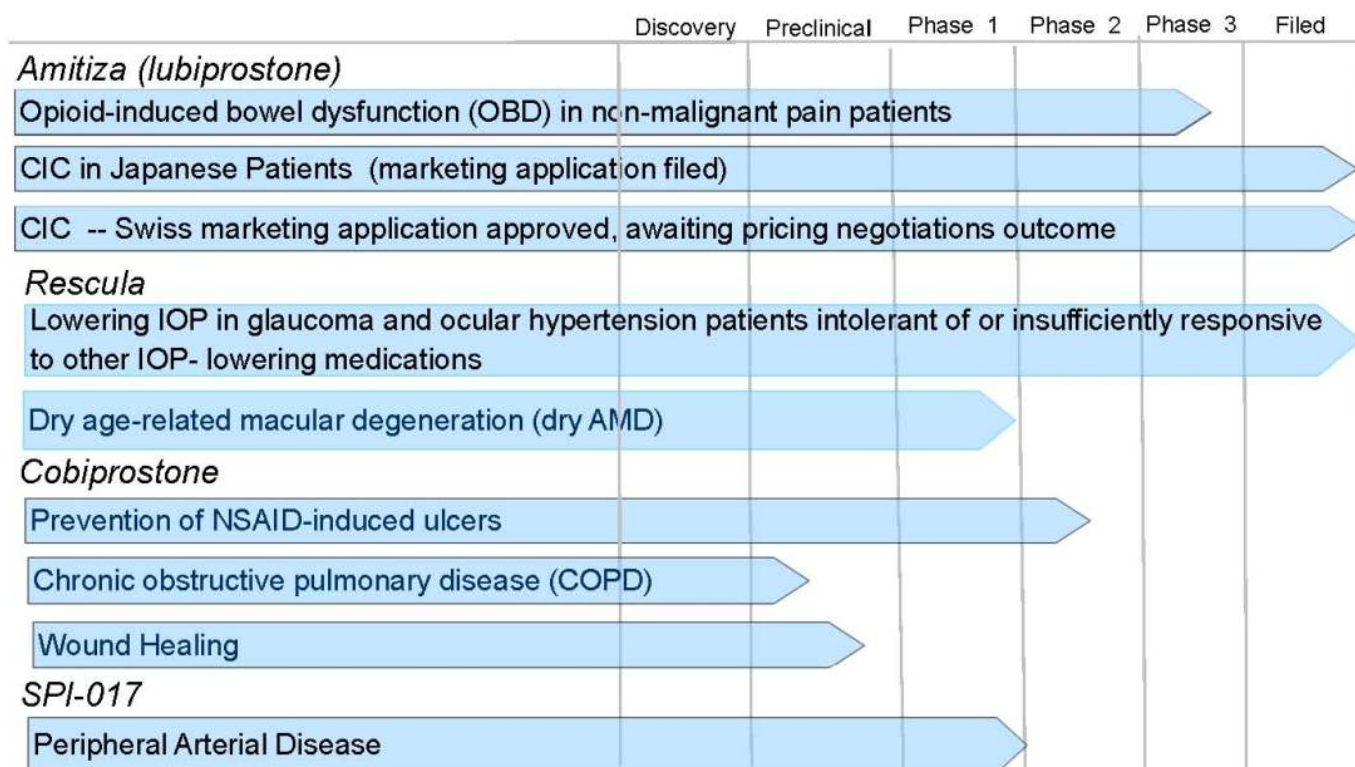 Discovery Preclinical Phase 1 Phase 2 Phase 3 Filed
Amitiza (lubiprostone)
Opioid-induced bowel dysfunction (OBD) in non-malignant pain patients
CIC in Japanese Patients (marketing application filed)
CIC -- Swiss marketing application approved, awaiting pricing negotiations outcome
Rescula
Lowering IOP in glaucoma and ocular hypertension patients intolerant of or insufficiently responsive
to other IOP- lowering medications
Dry age-related macular degeneration (dry AMD)
Cobiprostone
Prevention of NSAID-induced ulcers
Chronic obstructive pulmonary disease (COPD)
Wound Healing
SPI-017
Peripheral Arterial Disease